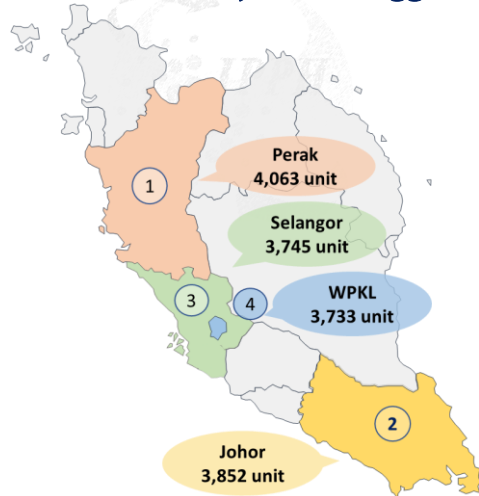 1
Perak
4,063 unit
Selangor
3,745 unit
3
4
WPKL
3,733 unit
2
Johor
3,852 unit